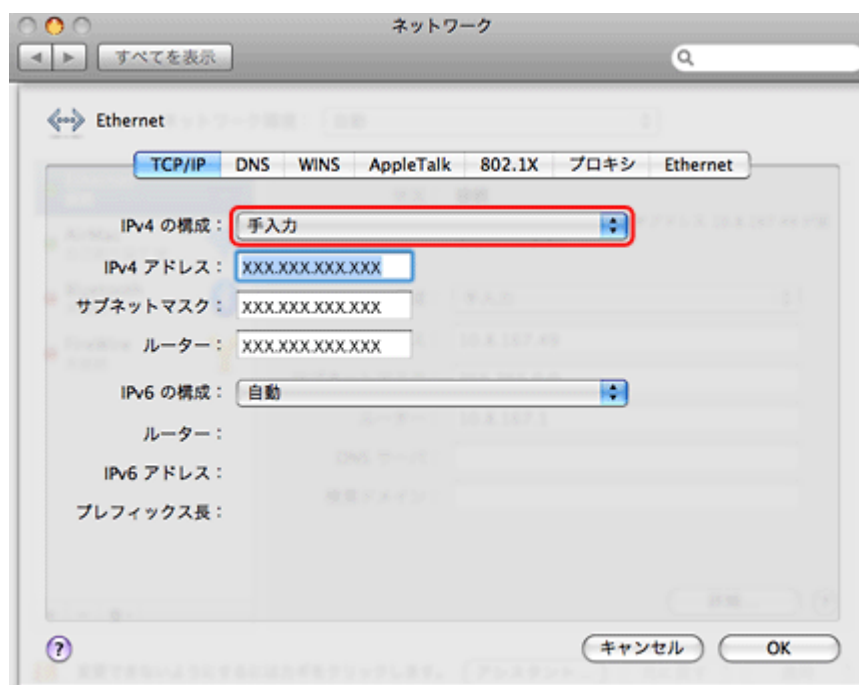 ネットワーク
すべてを表示
Ethernet
TCP/IP DNS WINS AppleTalk 802.1X プロキシ Ethernet
IPv4 の構成： 手入力
IPv4 アドレス： XXX.XXX.XXX.XXX
サブネットマスク： XXX.XXX.XXX.XXX
ルーター： XXX.XXX.XXX.XXX
IPv6 の構成： 自動
ルーター：
IPv6 アドレス：
プレフィックス長：
? キャンセル OK